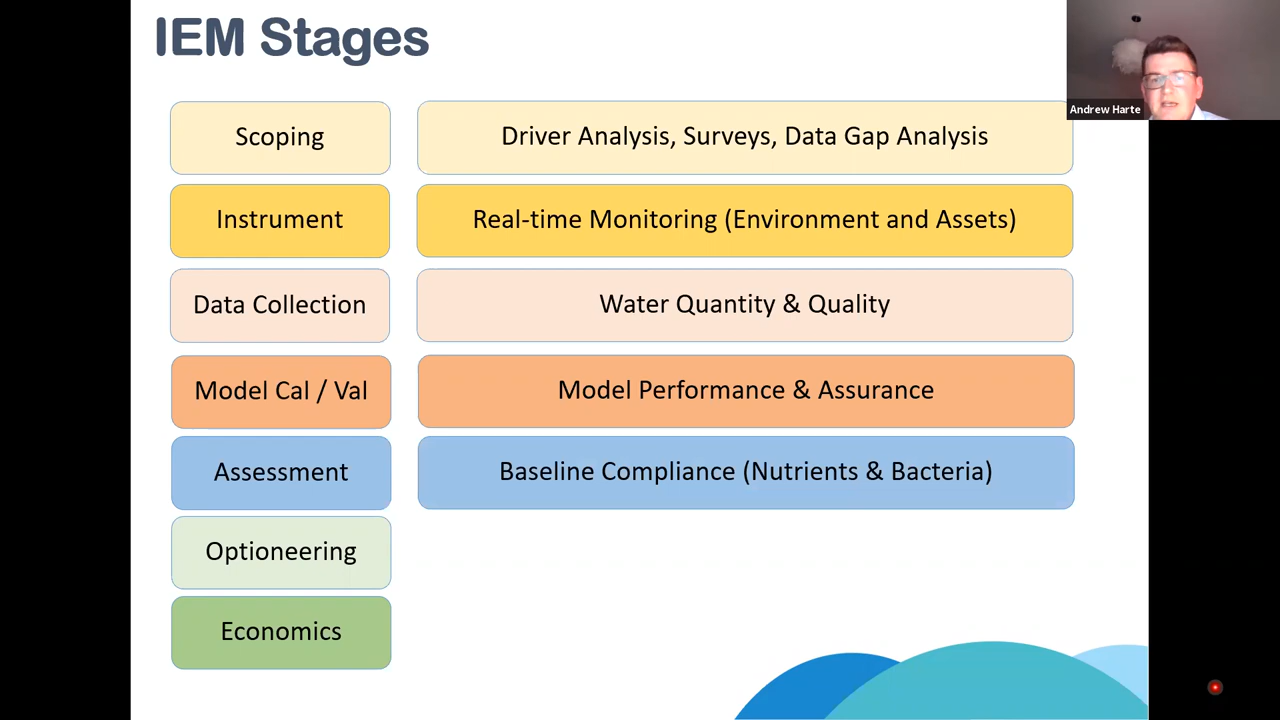 IEM Stages
Andrew Harte
Scoping
Driver Analysis, Surveys, Data Gap Analysis
Instrument
Real-time Monitoring (Environment and Assets)
Data Collection
Water Quantity & Quality
Model Cal / Val
Model Performance & Assurance
Assessment
Baseline Compliance (Nutrients & Bacteria)
Optioneering
Economics